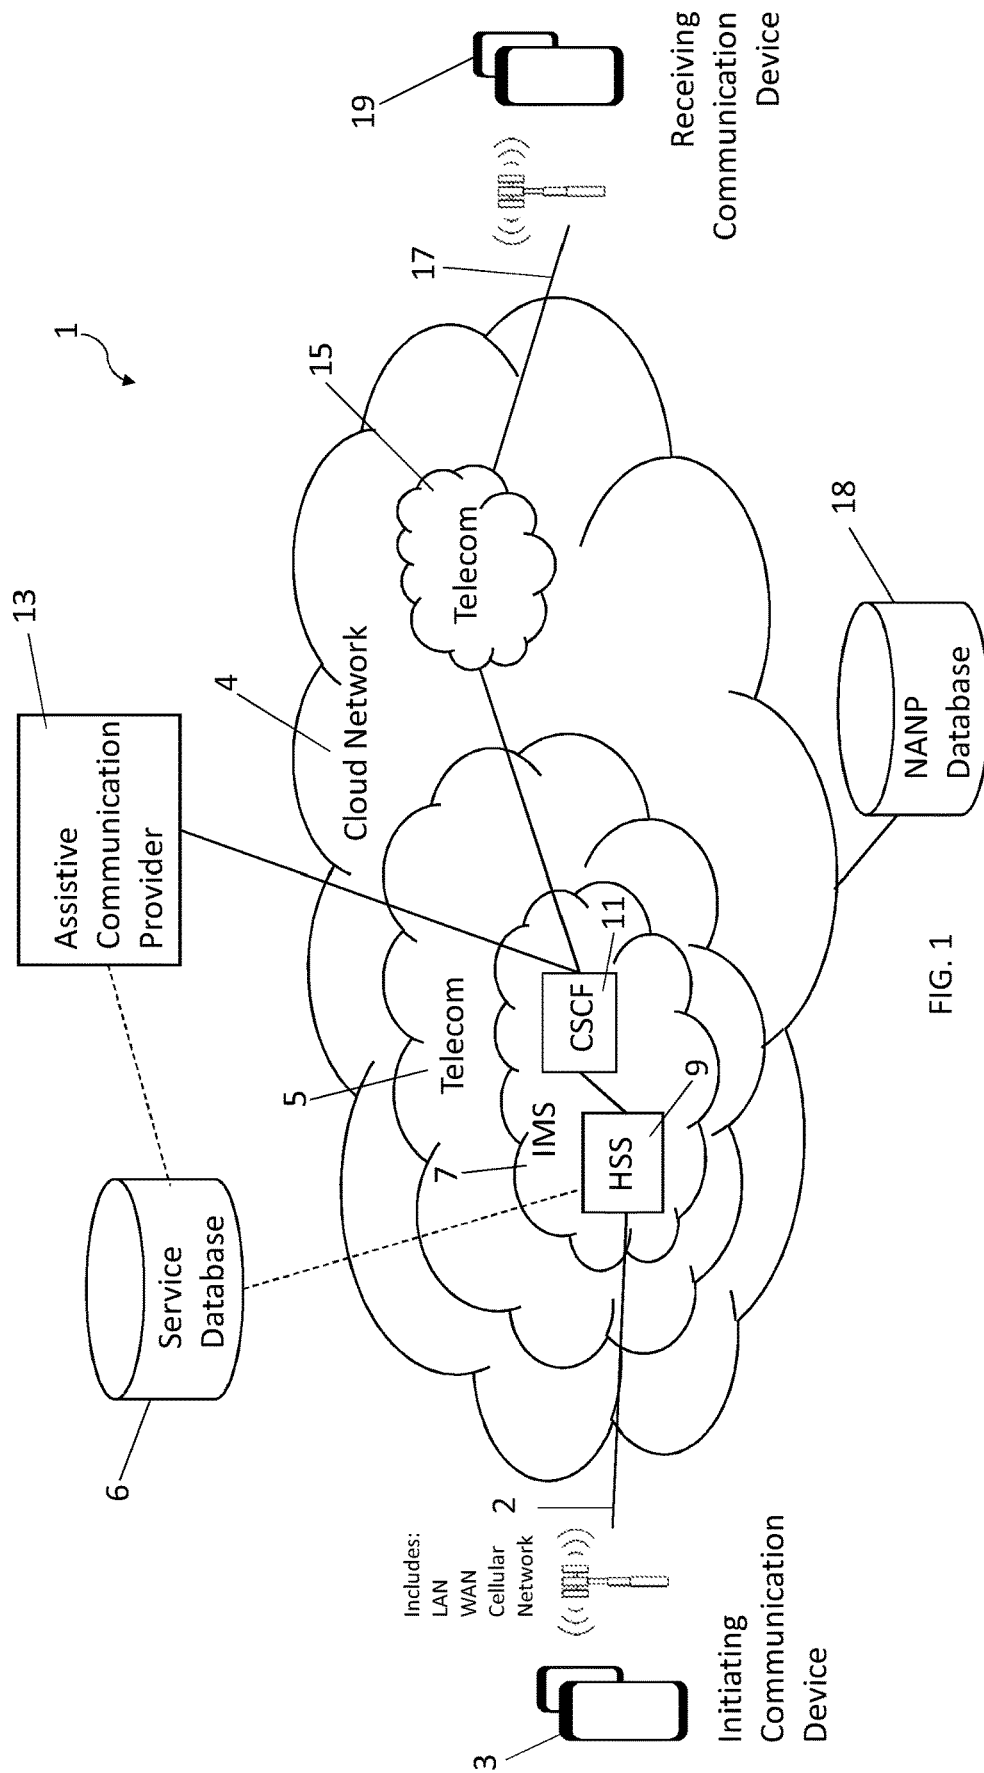 1
13
Assistive
Communication
Provider
6
Service
Database
4
Cloud Network
5
Telecom
7
IMS
HSS
9
CSCF
11
15
Telecom
17
19
Receiving
Communication
Device
Includes:
LAN
WAN
Cellular
Network
2
3
Initiating
Communication
Device
18
NANP
Database
FIG. 1